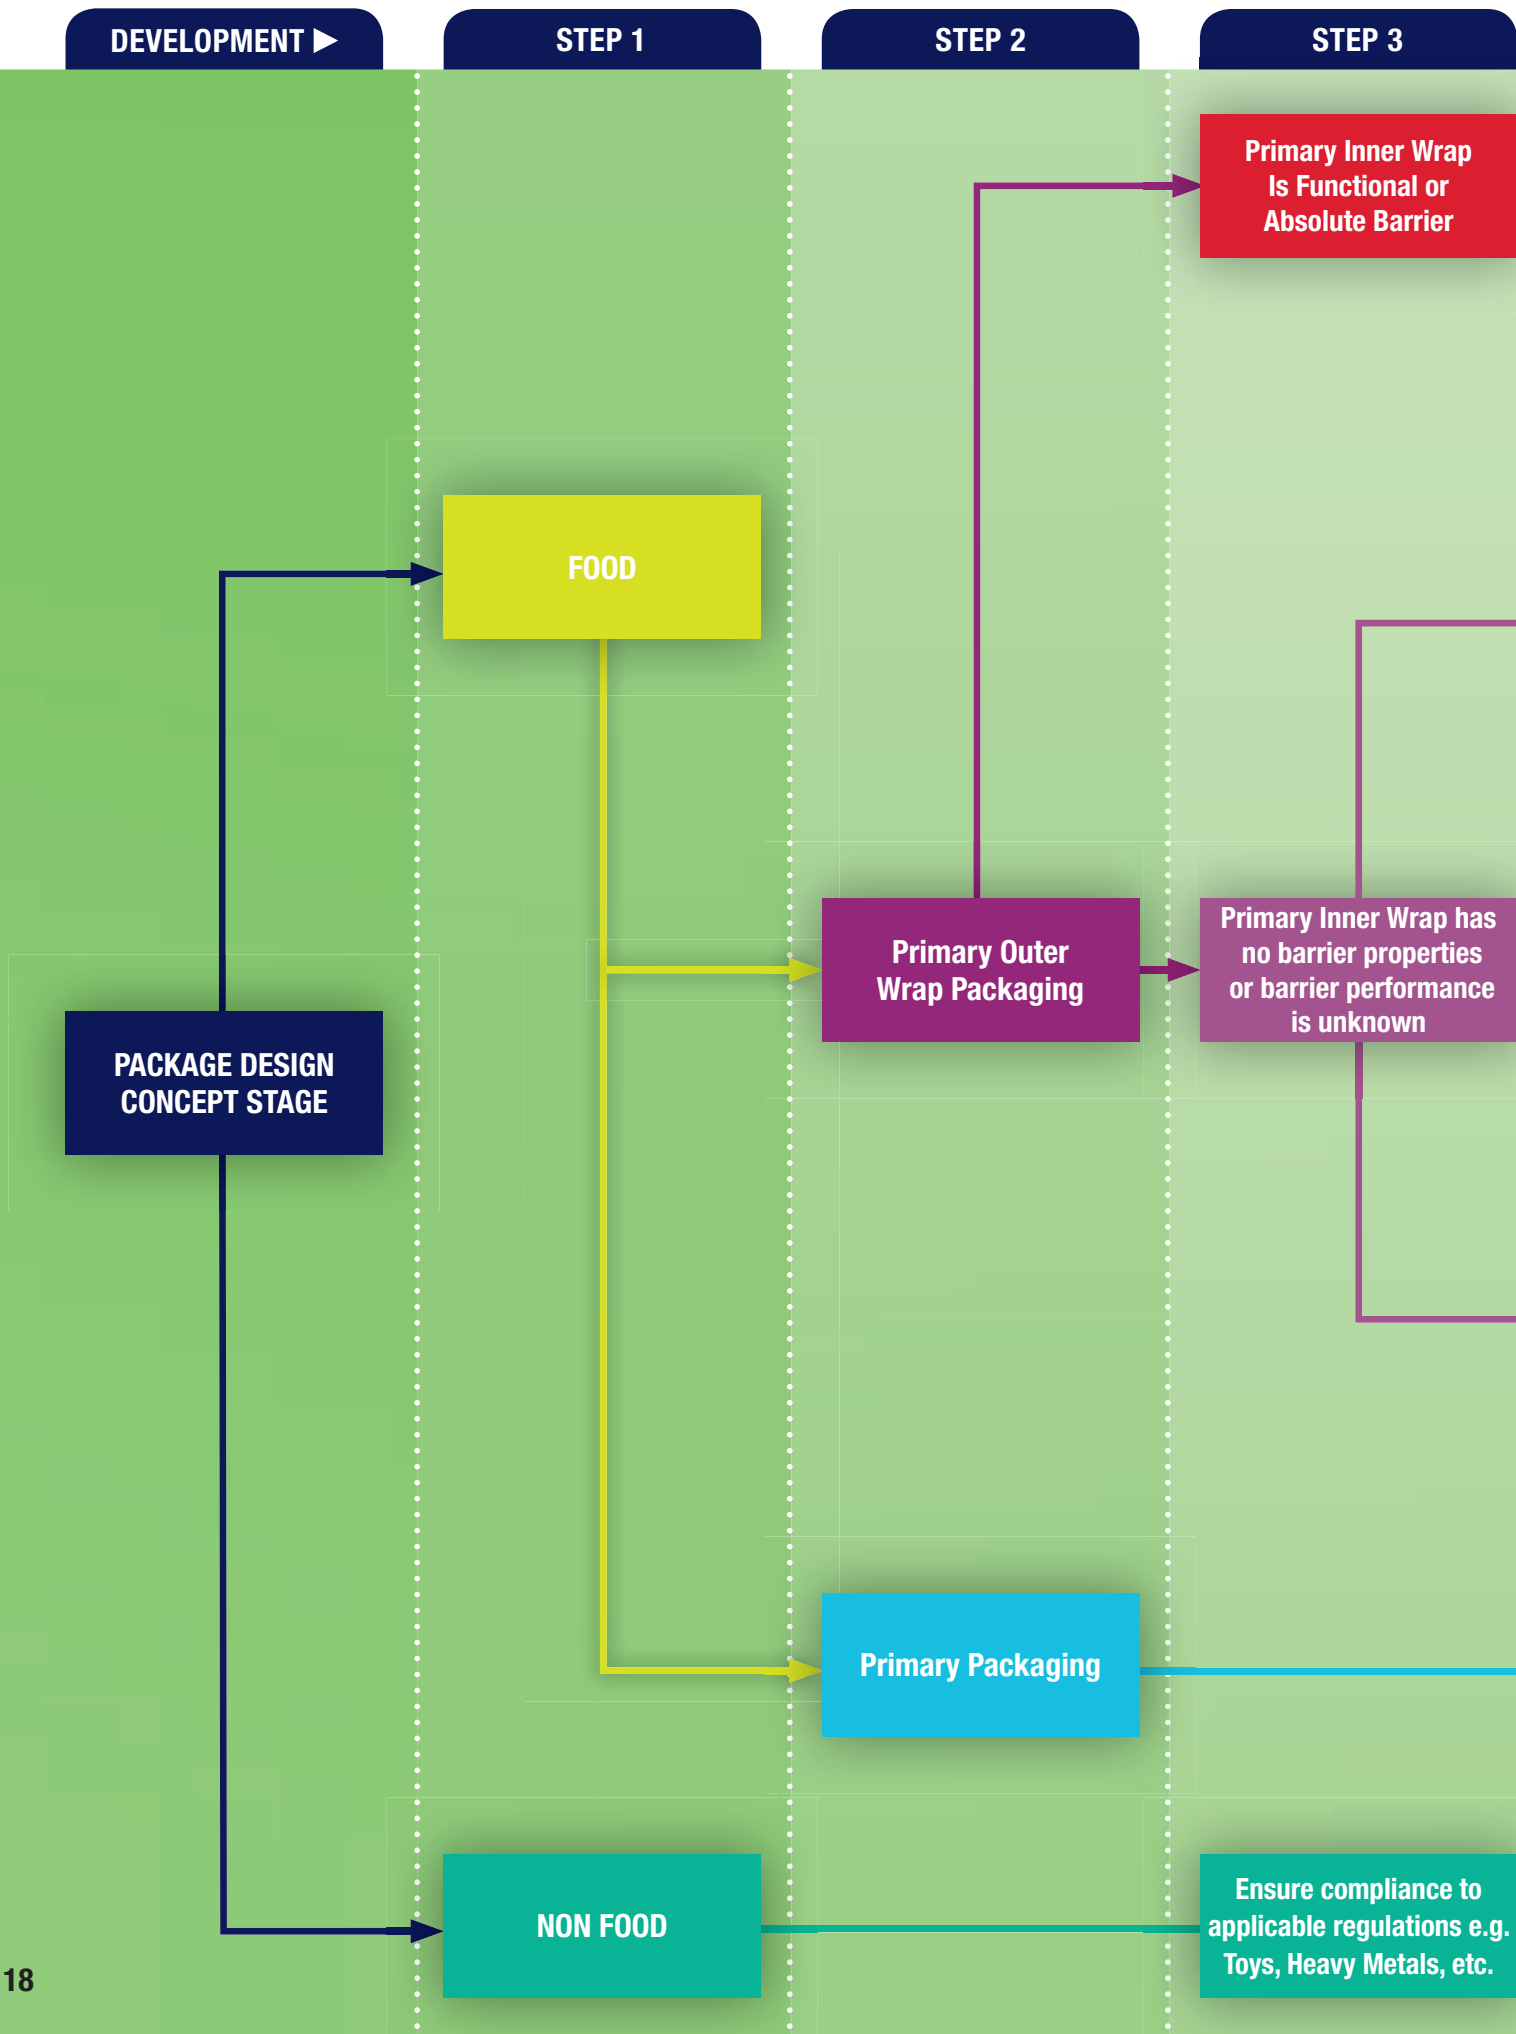 DEVELOPMENT ▶
STEP 1
STEP 2
STEP 3
Primary Inner Wrap
Is Functional or
Absolute Barrier
FOOD
Primary Outer
Wrap Packaging
Primary Inner Wrap has
no barrier properties
or barrier performance
is unknown
PACKAGE DESIGN
CONCEPT STAGE
Primary Packaging
NON FOOD
Ensure compliance to
applicable regulations e.g.
Toys, Heavy Metals, etc.
18